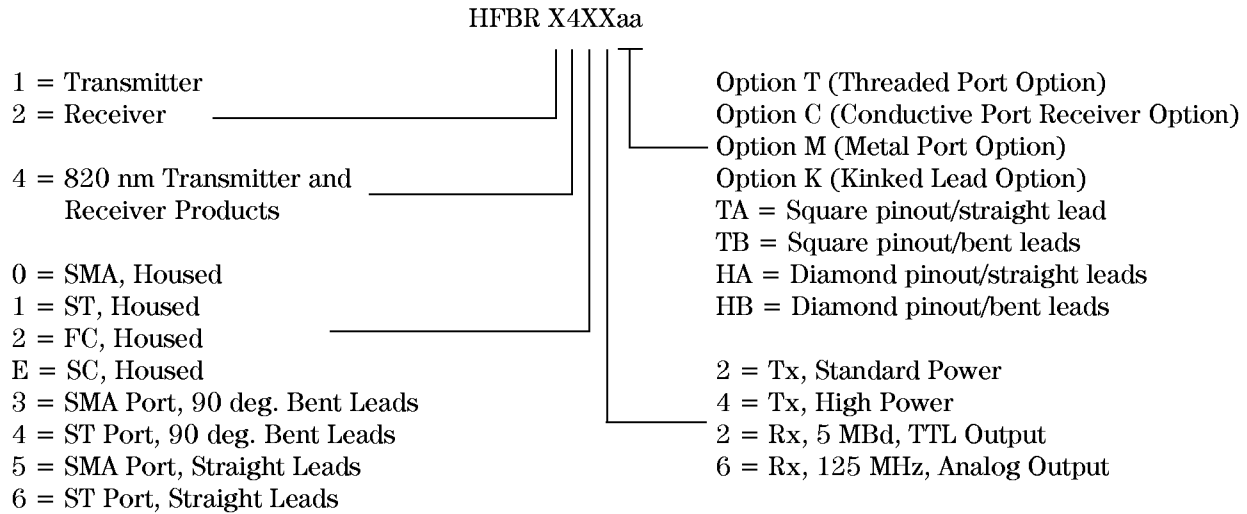 HFBR X4XXaa
1 = Transmitter
2 = Receiver
4 = 820 nm Transmitter and
Receiver Products
0 = SMA, Housed
1 = ST, Housed
2 = FC, Housed
E = SC, Housed
3 = SMA Port, 90 deg. Bent Leads
4 = ST Port, 90 deg. Bent Leads
5 = SMA Port, Straight Leads
6 = ST Port, Straight Leads
Option T (Threaded Port Option)
Option C (Conductive Port Receiver Option)
Option M (Metal Port Option)
Option K (Kinked Lead Option)
TA = Square pinout/straight lead
TB = Square pinout/bent leads
HA = Diamond pinout/straight leads
HB = Diamond pinout/bent leads
2 = Tx, Standard Power
4 = Tx, High Power
2 = Rx, 5 MBd, TTL Output
6 = Rx, 125 MHz, Analog Output